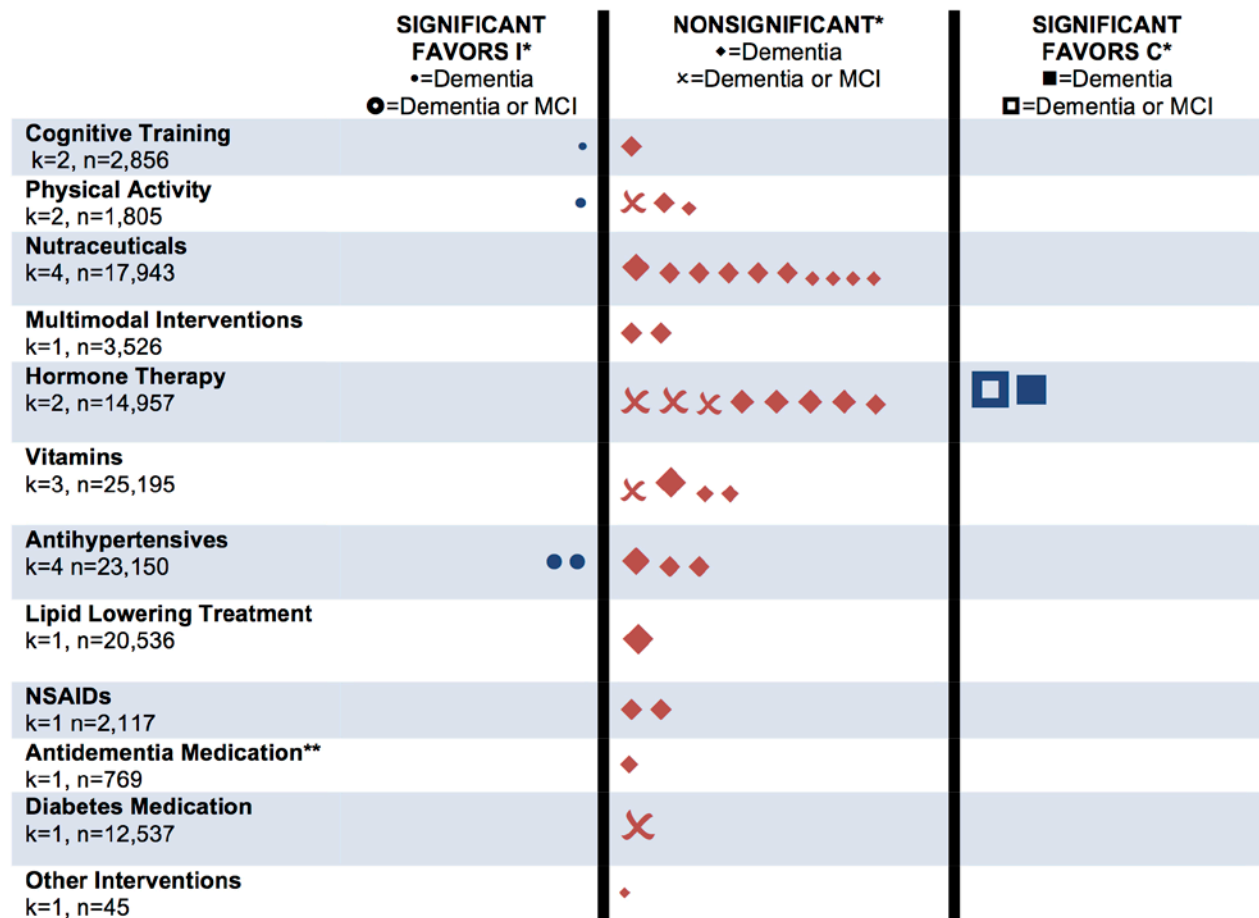 SIGNIFICANT
FAVORS I*
•=Dementia
⭘=Dementia or MCI
NONSIGNIFICANT*
◆=Dementia
×=Dementia or MCI
SIGNIFICANT
FAVORS C*
■=Dementia
□=Dementia or MCI
Cognitive Training
k=2, n=2,856
Physical Activity
k=2, n=1,805
Nutraceuticals
k=4, n=17,943
Multimodal Interventions
k=1, n=3,526
Hormone Therapy
k=2, n=14,957
Vitamins
k=3, n=25,195
Antihypertensives
k=4 n=23,150
Lipid Lowering Treatment
k=1, n=20,536
NSAIDs
k=1 n=2,117
Antidementia Medication**
k=1, n=769
Diabetes Medication
k=1, n=12,537
Other Interventions
k=1, n=45